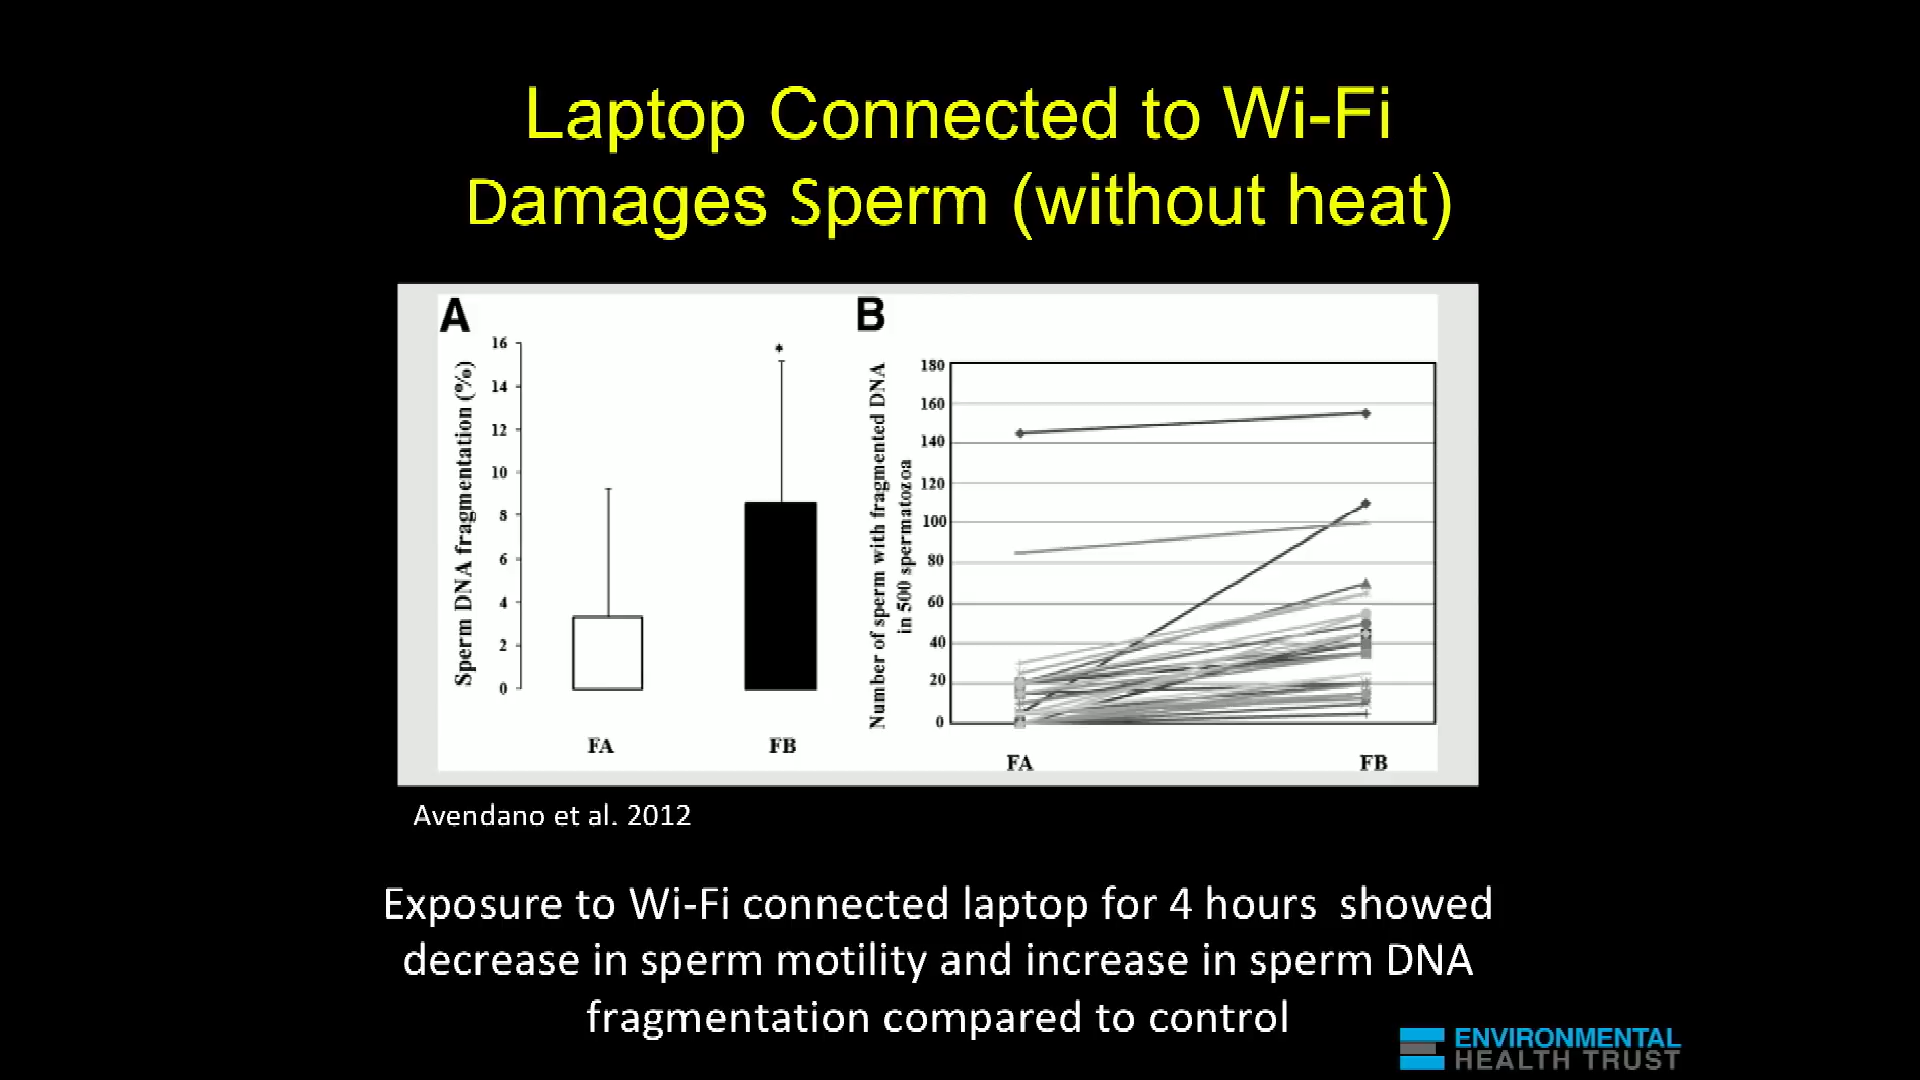 Laptop Connected to Wi-Fi
Damages Sperm (without heat)
A
Sperm DNA fragmentation (%)
16
14
12
10
8
6
4
2
0
*
FA
FB
B
Number of sperm with fragmented DNA
in 500 spermatozoa
180
160
140
120
100
80
60
40
20
0
FA
FB
Avendano et al. 2012
Exposure to Wi-Fi connected laptop for 4 hours showed
decrease in sperm motility and increase in sperm DNA
fragmentation compared to control
ENVIRONMENTAL
HEALTH TRUST